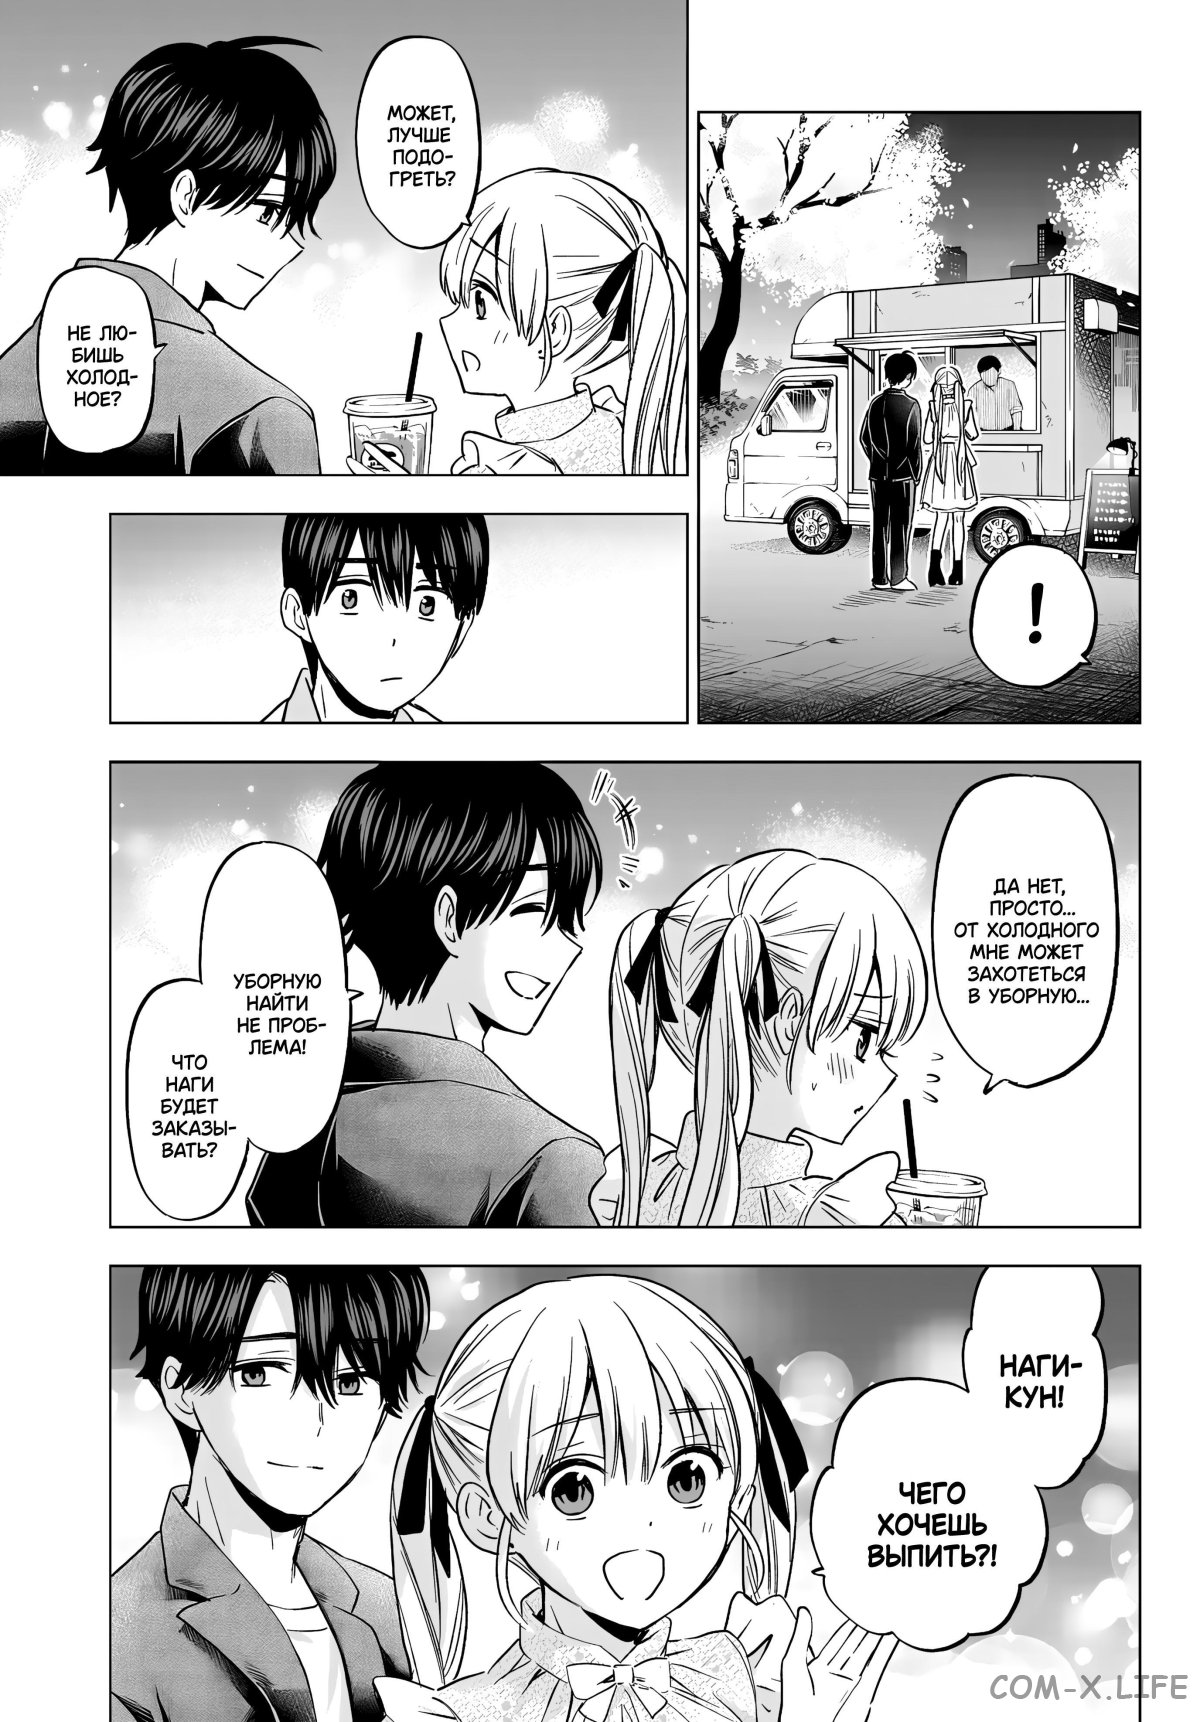 !
МОЖЕТ,
ЛУЧШЕ
ПОДО-
ГРЕТЬ?
НЕ ЛЮ-
БИШЬ
ХОЛОД-
НОЕ?
ДА НЕТ,
ПРОСТО...
ОТ ХОЛОДНОГО
МНЕ МОЖЕТ
ЗАХОТЕТЬСЯ
В УБОРНУЮ...
УБОРНУЮ
НАЙТИ
НЕ ПРОБ-
ЛЕМА!
ЧТО
НАГИ
БУДЕТ
ЗАКАЗЫ-
ВАТЬ?
НАГИ-
КУН!
ЧЕГО
ХОЧЕШЬ
ВЫПИТЬ?!
COM-X.LIFE